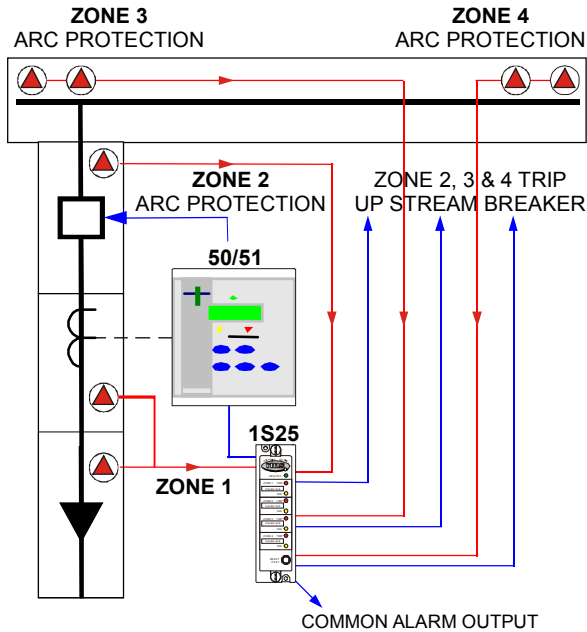 ZONE 3
ARC PROTECTION
ZONE 4
ARC PROTECTION
ZONE 2
ARC PROTECTION
ZONE 2, 3 & 4 TRIP
UP STREAM BREAKER
50/51
1S25
ZONE 1
COMMON ALARM OUTPUT